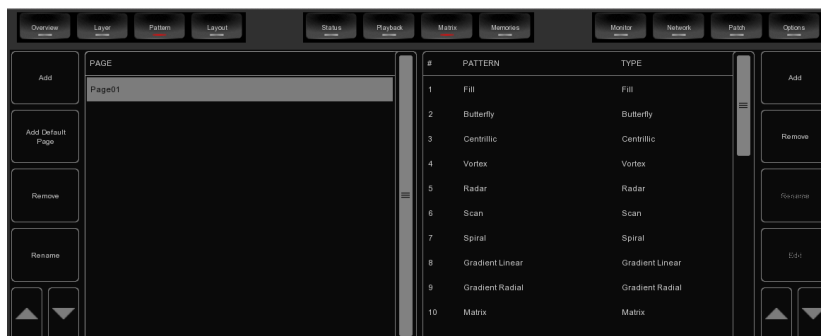 Overview Layer Pattern Layout Status Playback Matrix Memories Monitor Network Patch Options
Add
Add Default
Page
Remove
Rename
PAGE
Page01
# PATTERN TYPE
1 Fill Fill
2 Butterfly Butterfly
3 Centrillic Centrillic
4 Vortex Vortex
5 Radar Radar
6 Scan Scan
7 Spiral Spiral
8 Gradient Linear Gradient Linear
9 Gradient Radial Gradient Radial
10 Matrix Matrix
Add
Remove
Rename
Edit